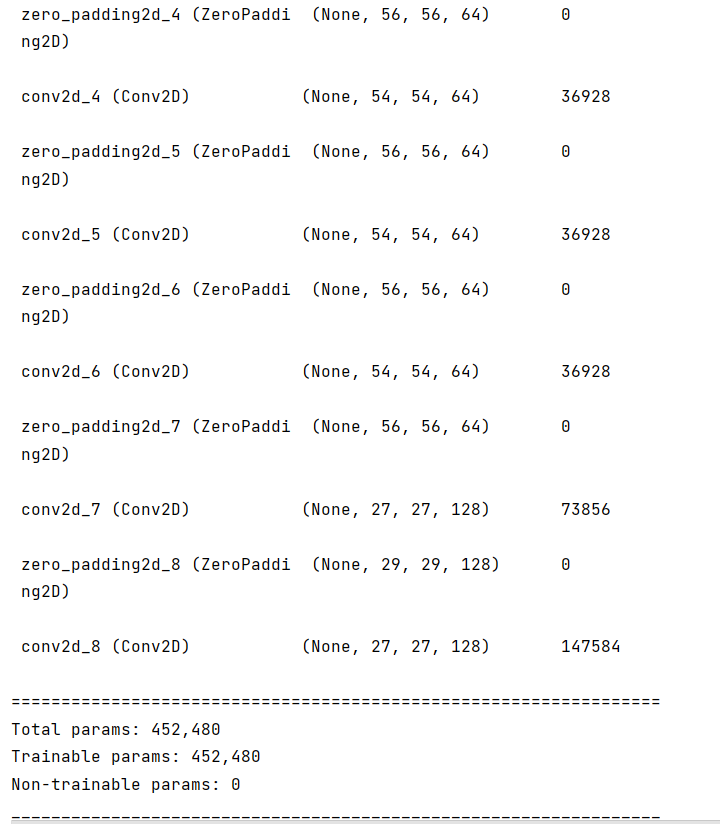 zero_padding2d_4 (ZeroPaddi (None, 56, 56, 64) 0
ng2D)
conv2d_4 (Conv2D) (None, 54, 54, 64) 36928
zero_padding2d_5 (ZeroPaddi (None, 56, 56, 64) 0
ng2D)
conv2d_5 (Conv2D) (None, 54, 54, 64) 36928
zero_padding2d_6 (ZeroPaddi (None, 56, 56, 64) 0
ng2D)
conv2d_6 (Conv2D) (None, 54, 54, 64) 36928
zero_padding2d_7 (ZeroPaddi (None, 56, 56, 64) 0
ng2D)
conv2d_7 (Conv2D) (None, 27, 27, 128) 73856
zero_padding2d_8 (ZeroPaddi (None, 29, 29, 128) 0
ng2D)
conv2d_8 (Conv2D) (None, 27, 27, 128) 147584
=================================================================
Total params: 452,480
Trainable params: 452,480
Non-trainable params: 0
_________________________________________________________________